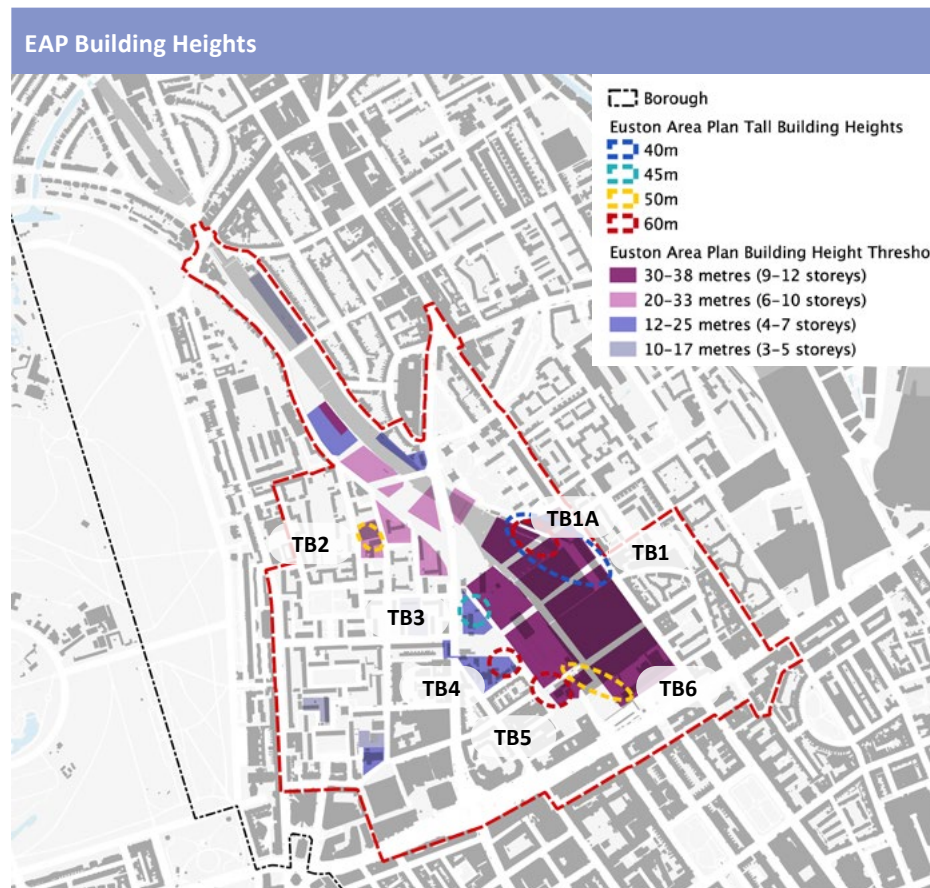 EAP Building Heights
Borough
Euston Area Plan Tall Building Heights
40m
45m
50m
60m
Euston Area Plan Building Height Thresho
30–38 metres (9–12 storeys)
20–33 metres (6–10 storeys)
12–25 metres (4–7 storeys)
10–17 metres (3–5 storeys)
TB1A
TB2
TB1
TB3
TB4
TB6
TB5